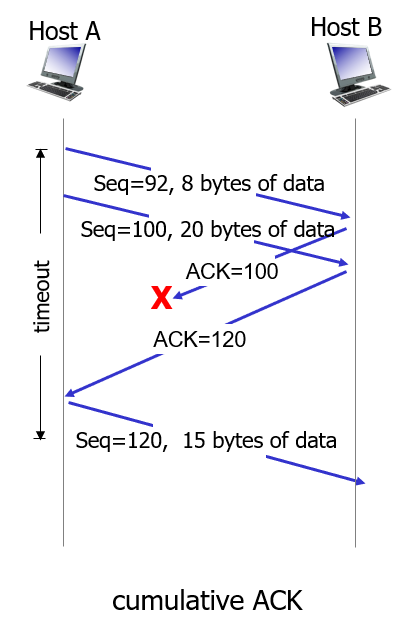 Host A
Host B
Seq=92, 8 bytes of data
Seq=100, 20 bytes of data
ACK=100
X
timeout
ACK=120
Seq=120,  15 bytes of data
cumulative ACK